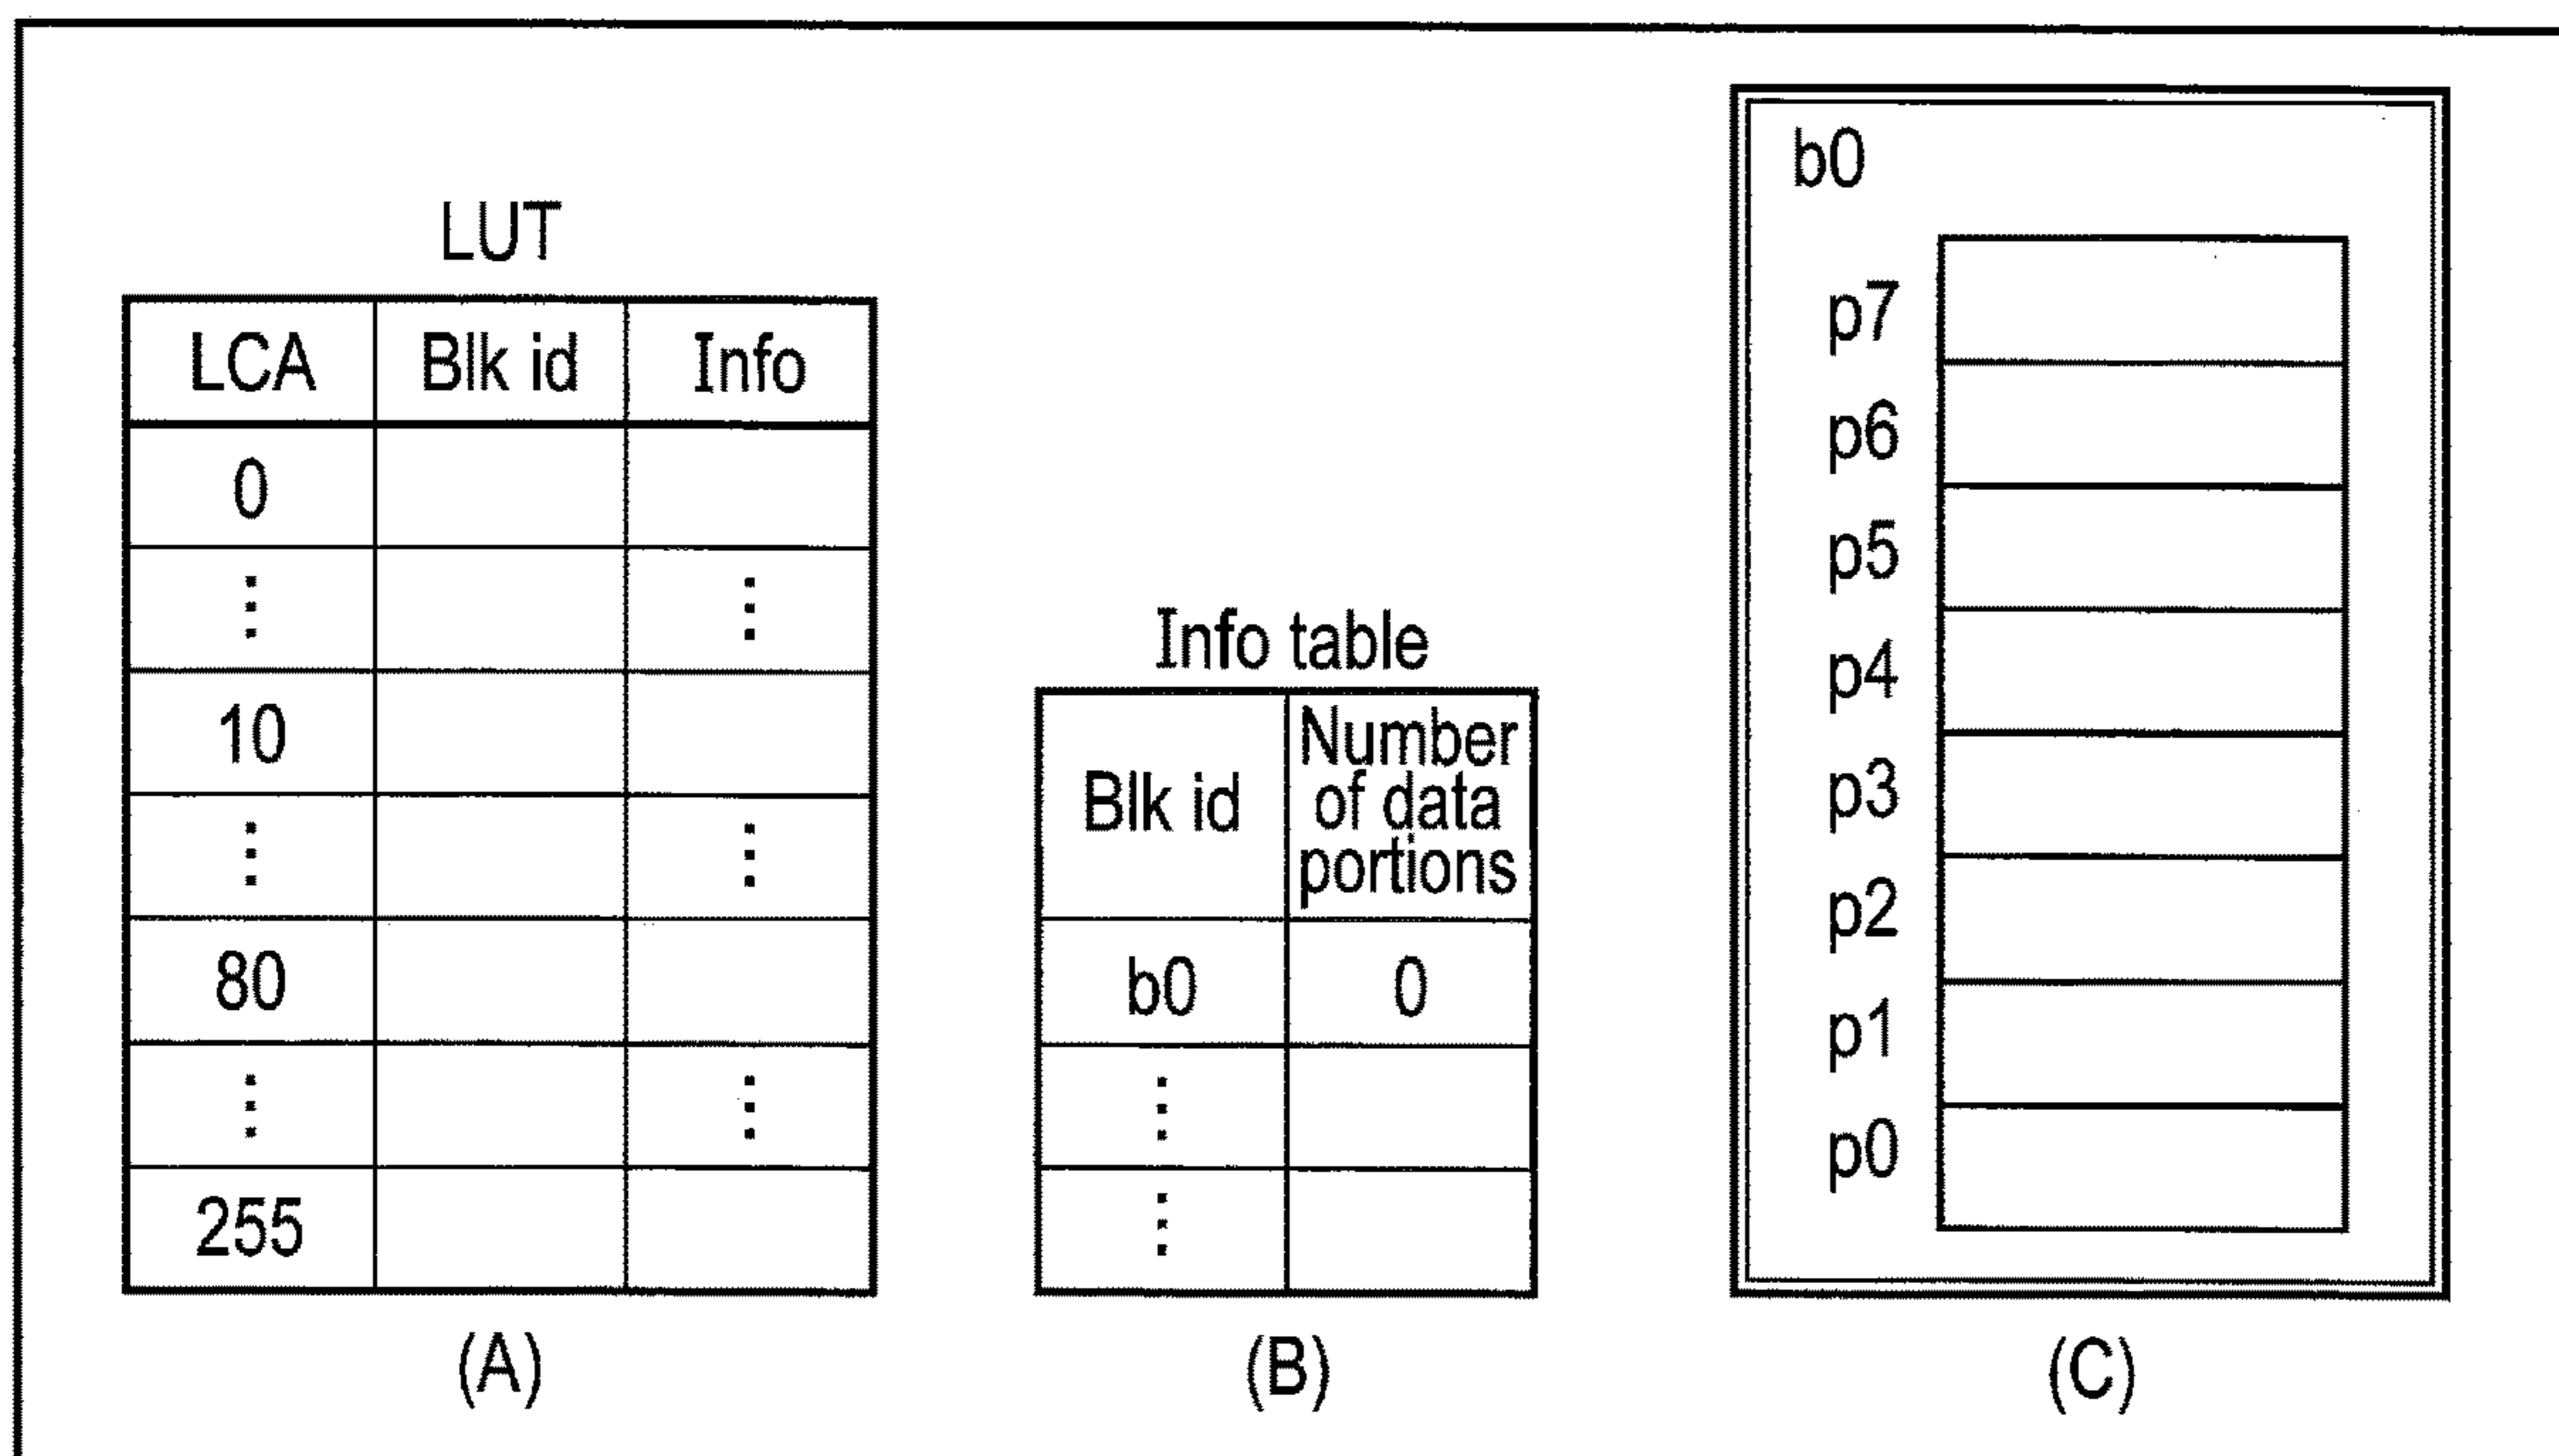 LUT
LCA Blk id Info
0
⋮ ⋮
10
⋮ ⋮
80
⋮ ⋮
255
(A)
Info table
Blk id
Number
of data
portions
b0 0
⋮
⋮
(B)
b0
p7
p6
p5
p4
p3
p2
p1
p0
(C)